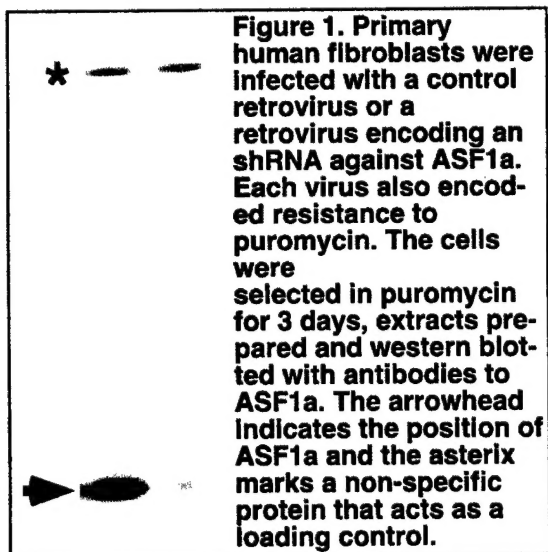 Figure 1. Primary
human fibroblasts were
infected with a control
retrovirus or a
retrovirus encoding an
shRNA against ASF1a.
Each virus also encod-
ed resistance to
puromycin. The cells
were
selected in puromycin
for 3 days, extracts pre-
pared and western blot-
ted with antibodies to
ASF1a. The arrowhead
indicates the position of
ASF1a and the asterix
marks a non-specific
protein that acts as a
loading control.
*